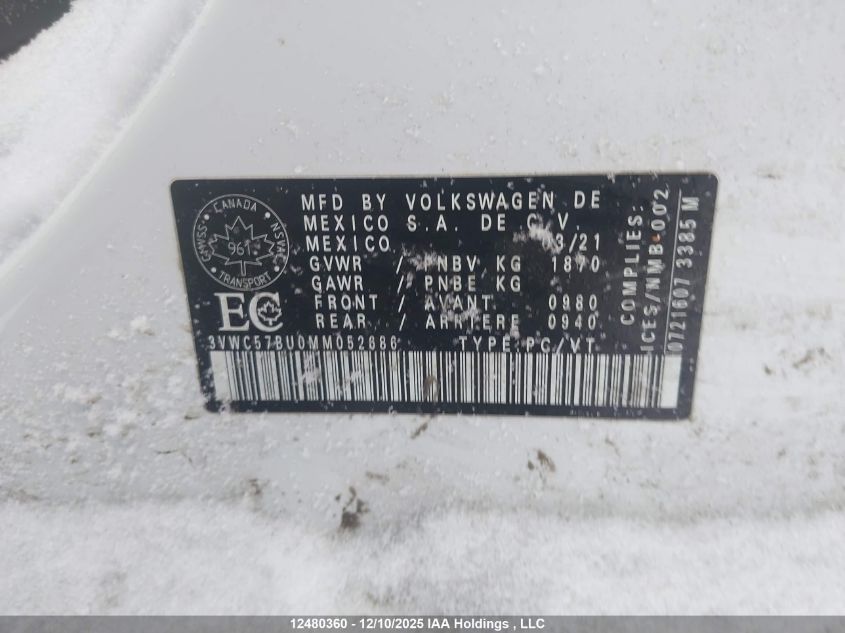 MFD BY VOLKSWAGEN DE
MEXICO S.A. DE C.V.
MEXICO 3/21
GVWR / PNBV KG 1870
GAWR / PNBE KG
FRONT / AVANT 0980
REAR / ARRIERE 0940
CANADA
961
TRANSPORT
EC
3VWC57BU0MM052686 TYPE:PC/VT
COMPLIES:
ICES/NMB-002
0721607 3385 M
12480360 - 12/10/2025 IAA Holdings , LLC